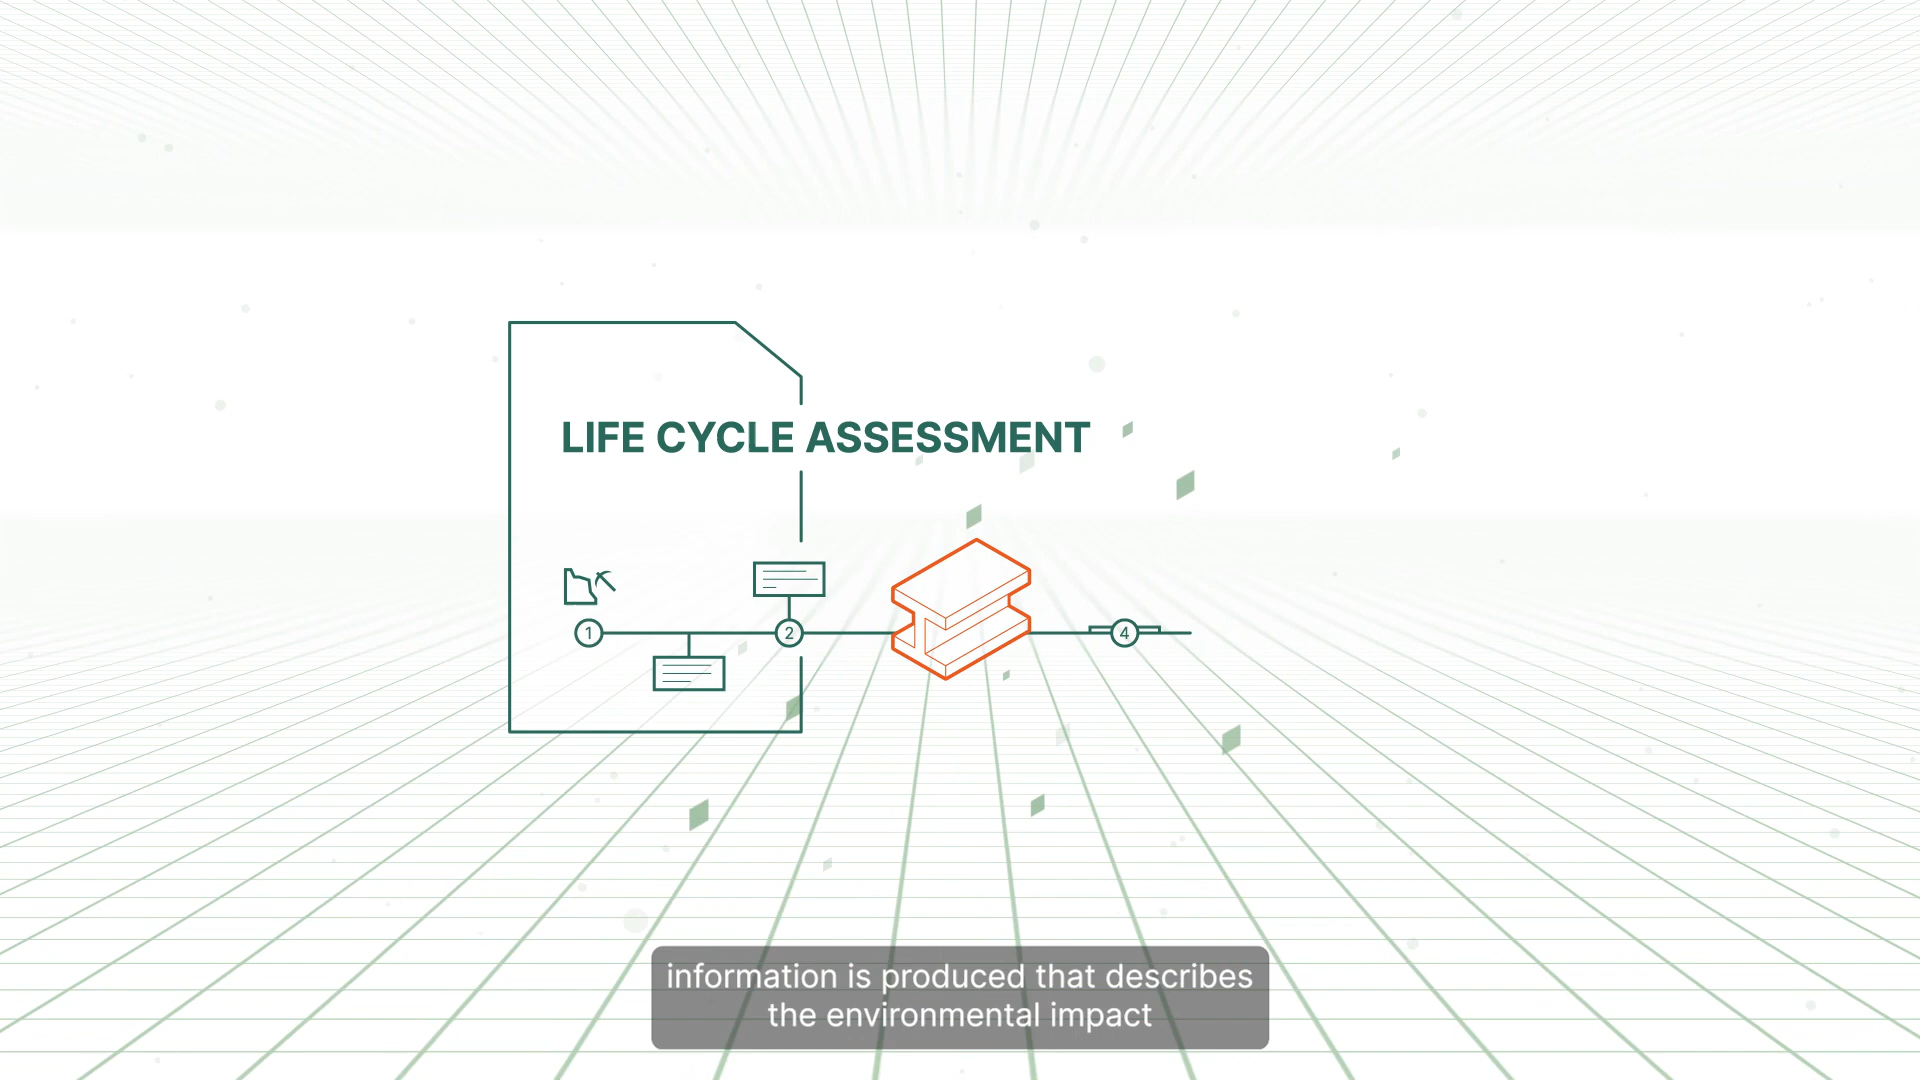 LIFE CYCLE ASSESSMENT
1
2
4
information is produced that describes
the environmental impact